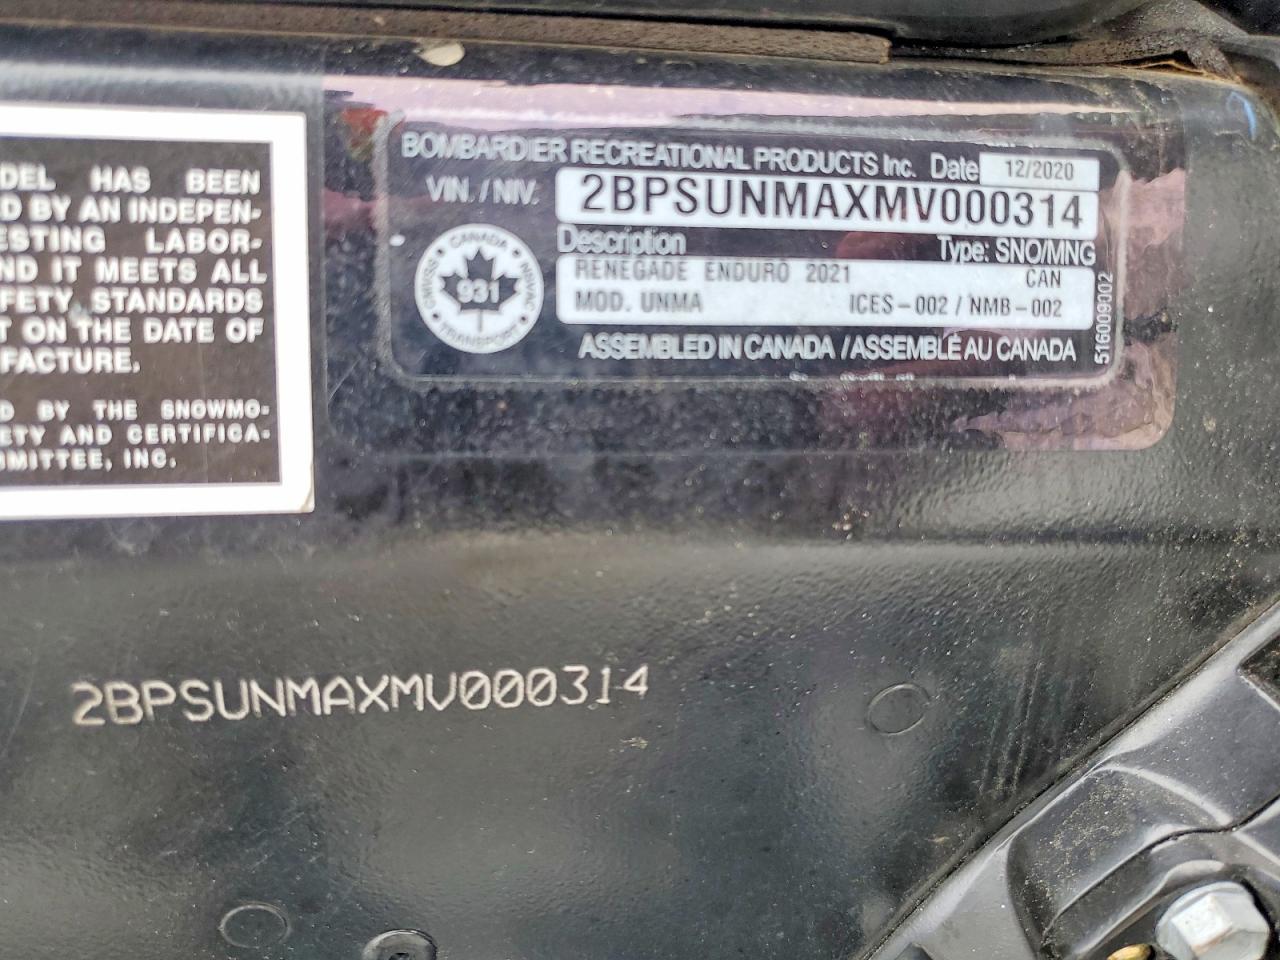 DEL HAS BEEN
D BY AN INDEPEN-
ESTING LABOR-
ND IT MEETS ALL
FETY STANDARDS
T ON THE DATE OF
FACTURE.
D BY THE SNOWMO-
ETY AND CERTIFICA-
MMITTEE, INC.
BOMBARDIER RECREATIONAL PRODUCTS Inc. Date 12/2020
VIN. / NIV. 2BPSUNMAXMV000314
Description Type: SNO/MNG
RENEGADE ENDURO 2021 CAN
MOD. UNMA ICES-002 / NMB-002
ASSEMBLED IN CANADA / ASSEMBLÉ AU CANADA
516009002
CANADA
931
TRANSPORT
2BPSUNMAXMV000314